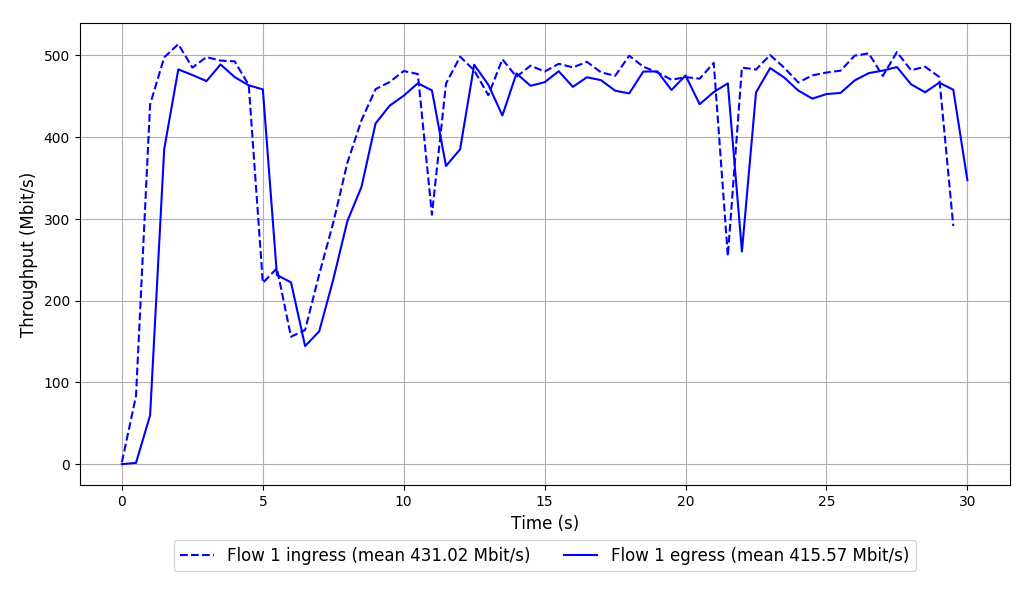 Throughput (Mbit/s)
500
400
300
200
100
0
0 5 10 15 20 25 30
Time (s)
Flow 1 ingress (mean 431.02 Mbit/s) Flow 1 egress (mean 415.57 Mbit/s)